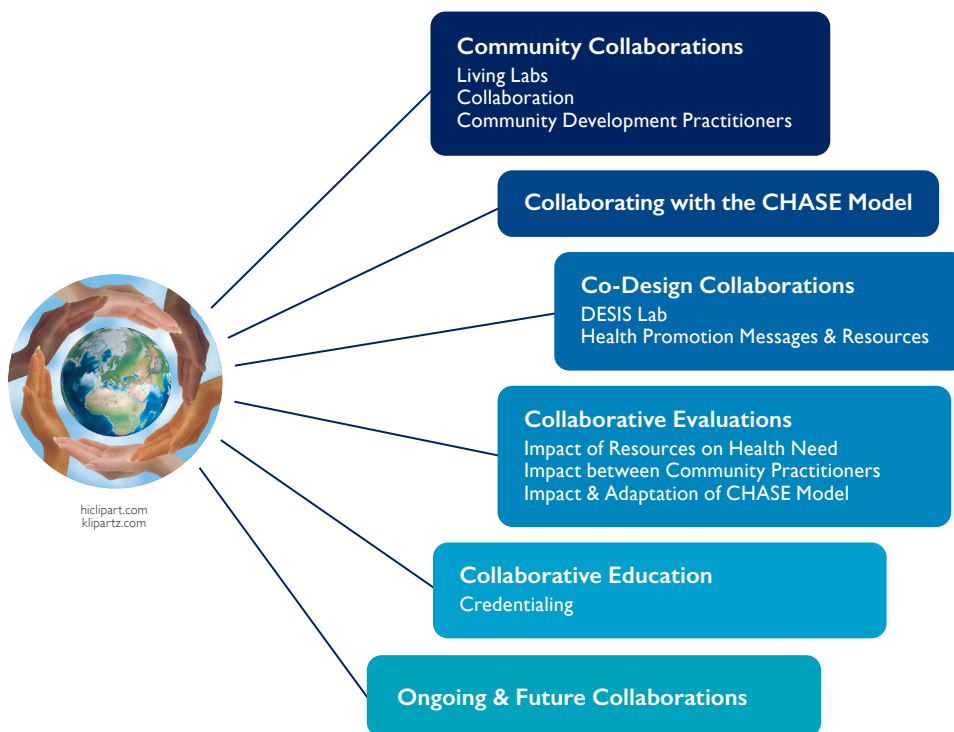 Community Collaborations
Living Labs
Collaboration
Community Development Practitioners
Collaborating with the CHASE Model
Co-Design Collaborations
DESIS Lab
Health Promotion Messages & Resources
Collaborative Evaluations
Impact of Resources on Health Need
Impact between Community Practitioners
Impact & Adaptation of CHASE Model
hiclipart.com
klipartz.com
Collaborative Education
Credentialing
Ongoing & Future Collaborations